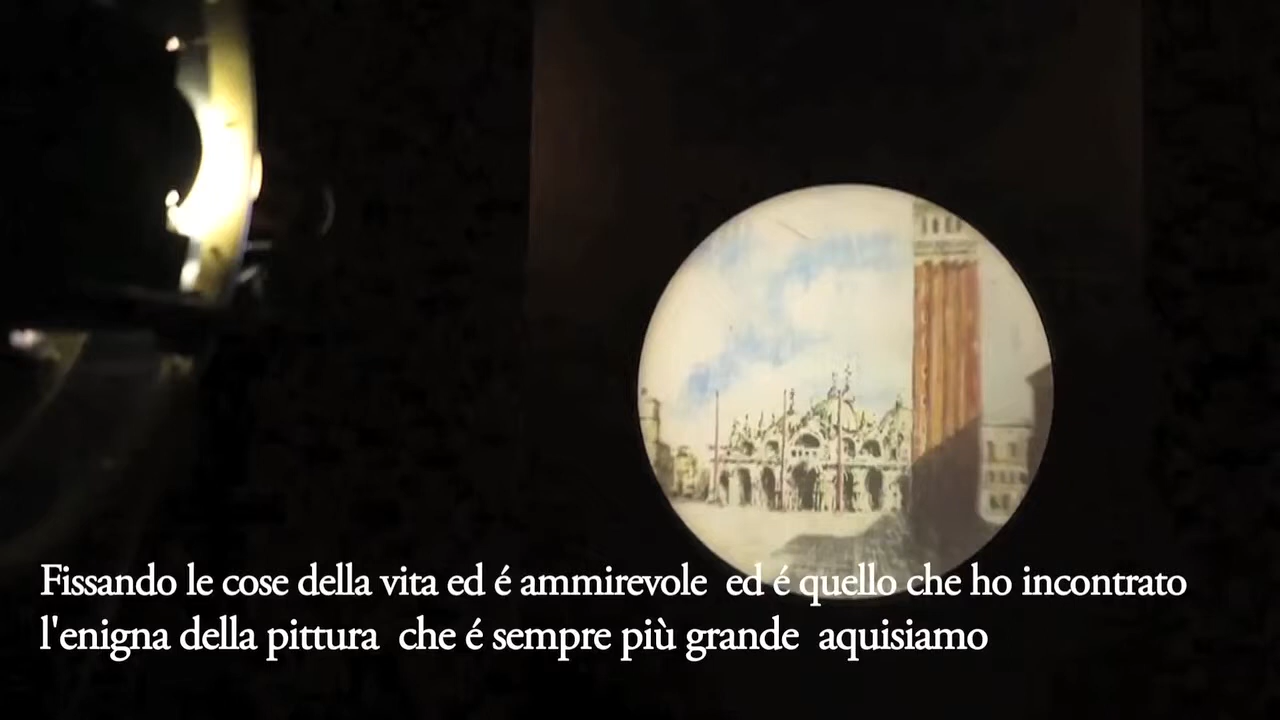 Fissando le cose della vita ed é ammirevole  ed é quello che ho incontrato
l'enigna della pittura  che é sempre più grande  aquisiamo